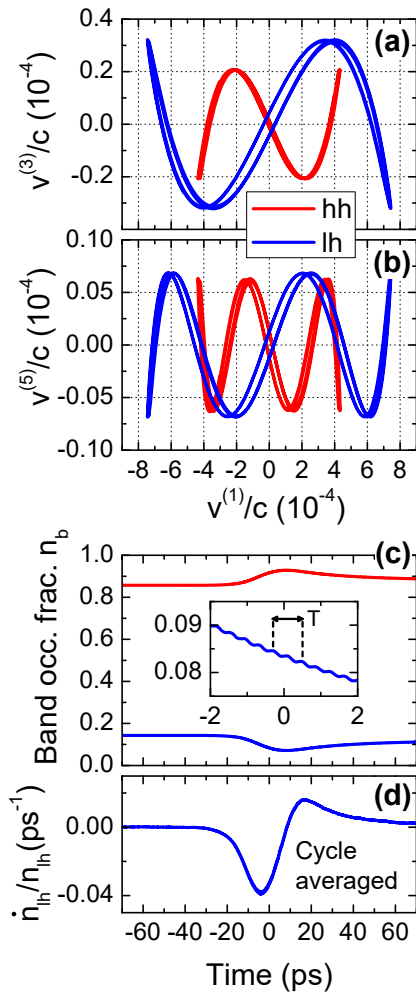 0.4
(a)
0.2
0.0
-0.2
v^(3)/c (10^-4)
hh
lh
0.10
(b)
0.05
0.00
-0.05
-0.10
v^(5)/c (10^-4)
-8 -6 -4 -2 0 2 4 6 8
v^(1)/c (10^-4)
1.0
(c)
0.8
0.6
0.4
0.2
0.0
Band occ. frac. n_b
T
0.09
0.08
-2 0 2
(d)
0.00
-0.04
ṅ_lh/n_lh (ps^-1)
Cycle
averaged
-60 -40 -20 0 20 40 60
Time (ps)